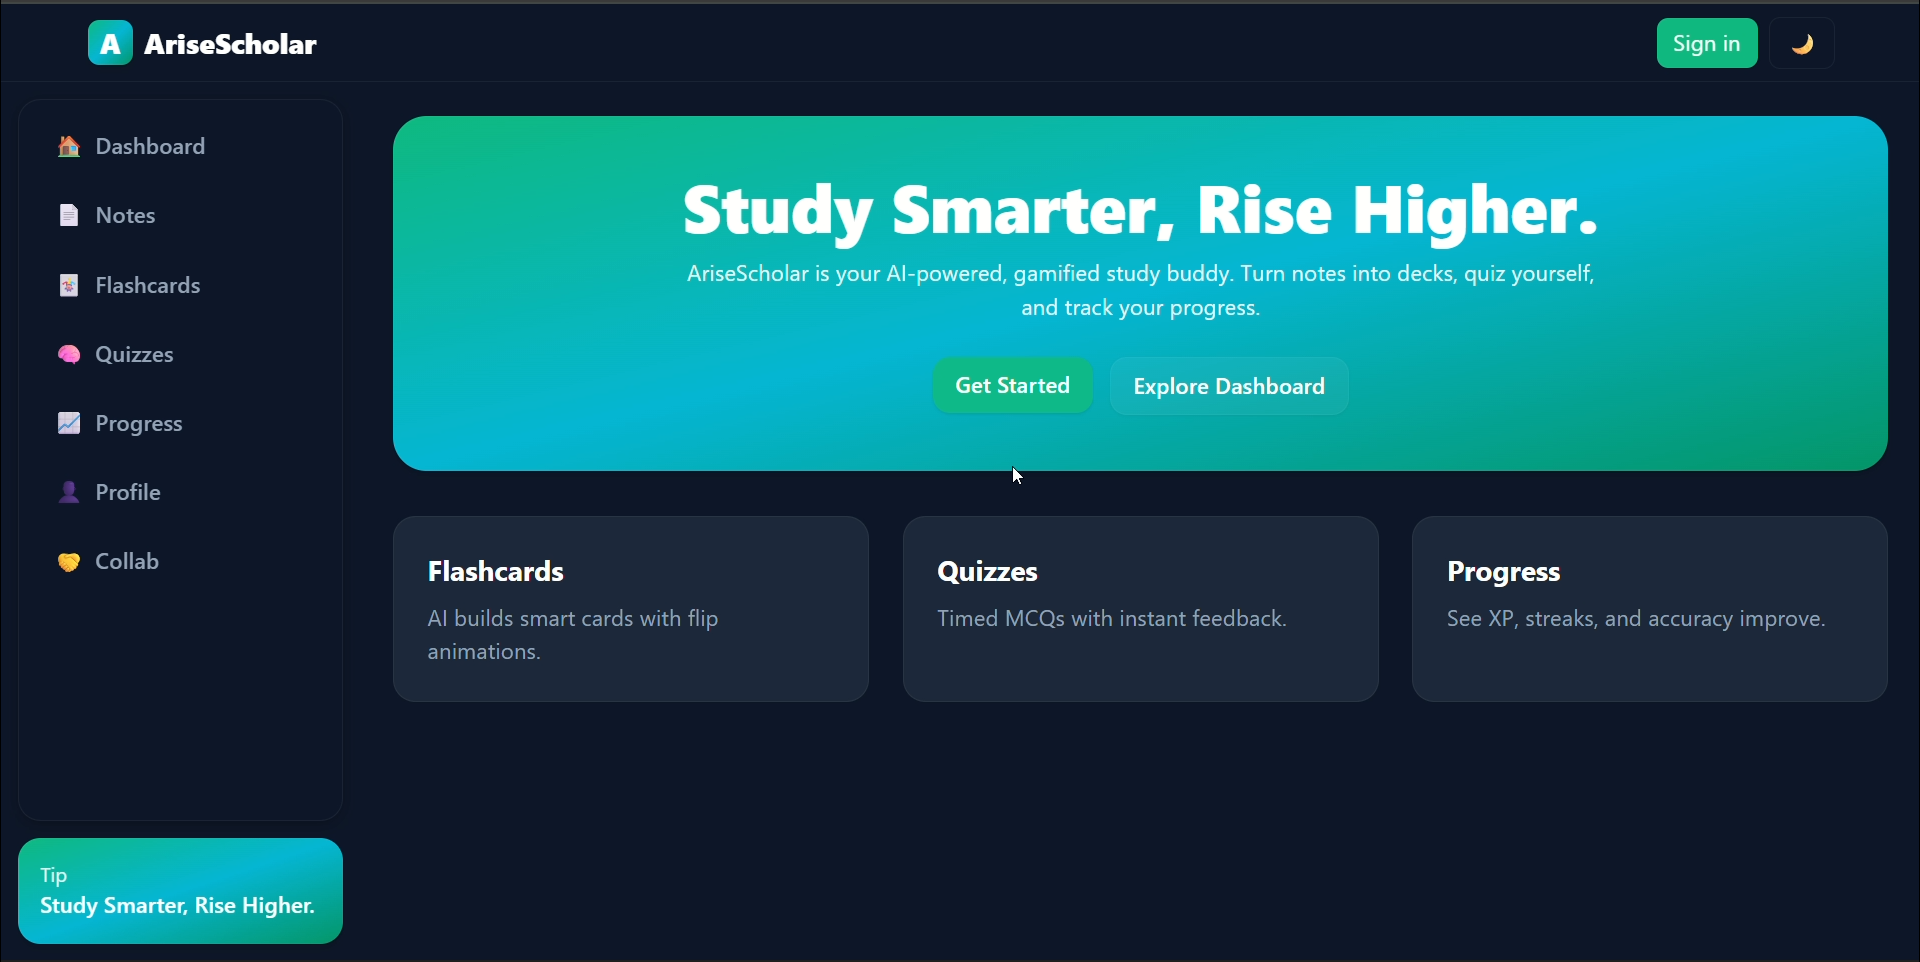 A AriseScholar
Sign in
Dashboard
Notes
Flashcards
Quizzes
Progress
Profile
Collab
Tip
Study Smarter, Rise Higher.
Study Smarter, Rise Higher.
AriseScholar is your AI-powered, gamified study buddy. Turn notes into decks, quiz yourself,
and track your progress.
Get Started
Explore Dashboard
Flashcards
AI builds smart cards with flip
animations.
Quizzes
Timed MCQs with instant feedback.
Progress
See XP, streaks, and accuracy improve.